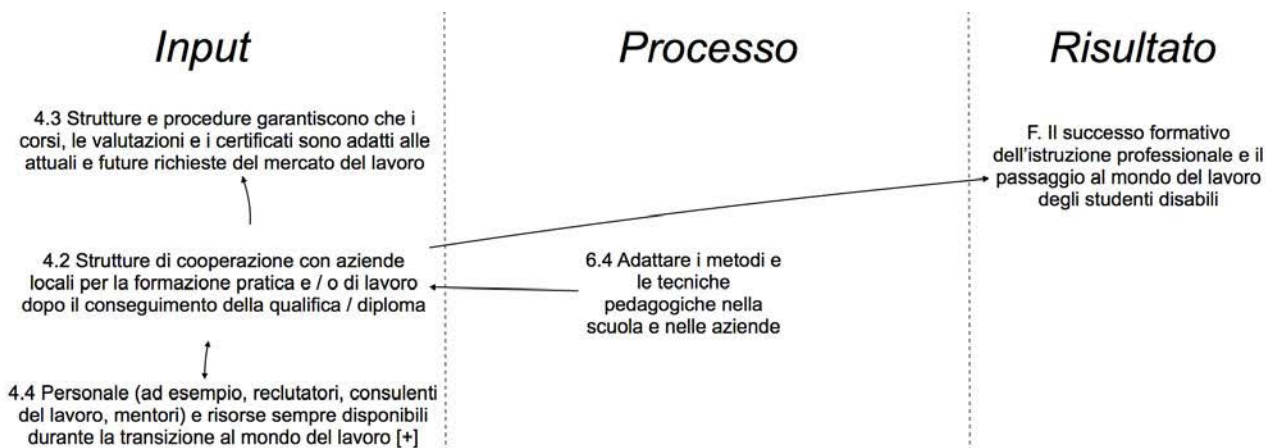 Input
Processo
Risultato
4.3 Strutture e procedure garantiscono che i
corsi, le valutazioni e i certificati sono adatti alle
attuali e future richieste del mercato del lavoro
F. Il successo formativo
dell'istruzione professionale e il
passaggio al mondo del lavoro
degli studenti disabili
4.2 Strutture di cooperazione con aziende
locali per la formazione pratica e / o di lavoro
dopo il conseguimento della qualifica / diploma
6.4 Adattare i metodi e
le tecniche
pedagogiche nella
scuola e nelle aziende
4.4 Personale (ad esempio, reclutatori, consulenti
del lavoro, mentori) e risorse sempre disponibili
durante la transizione al mondo del lavoro [+]